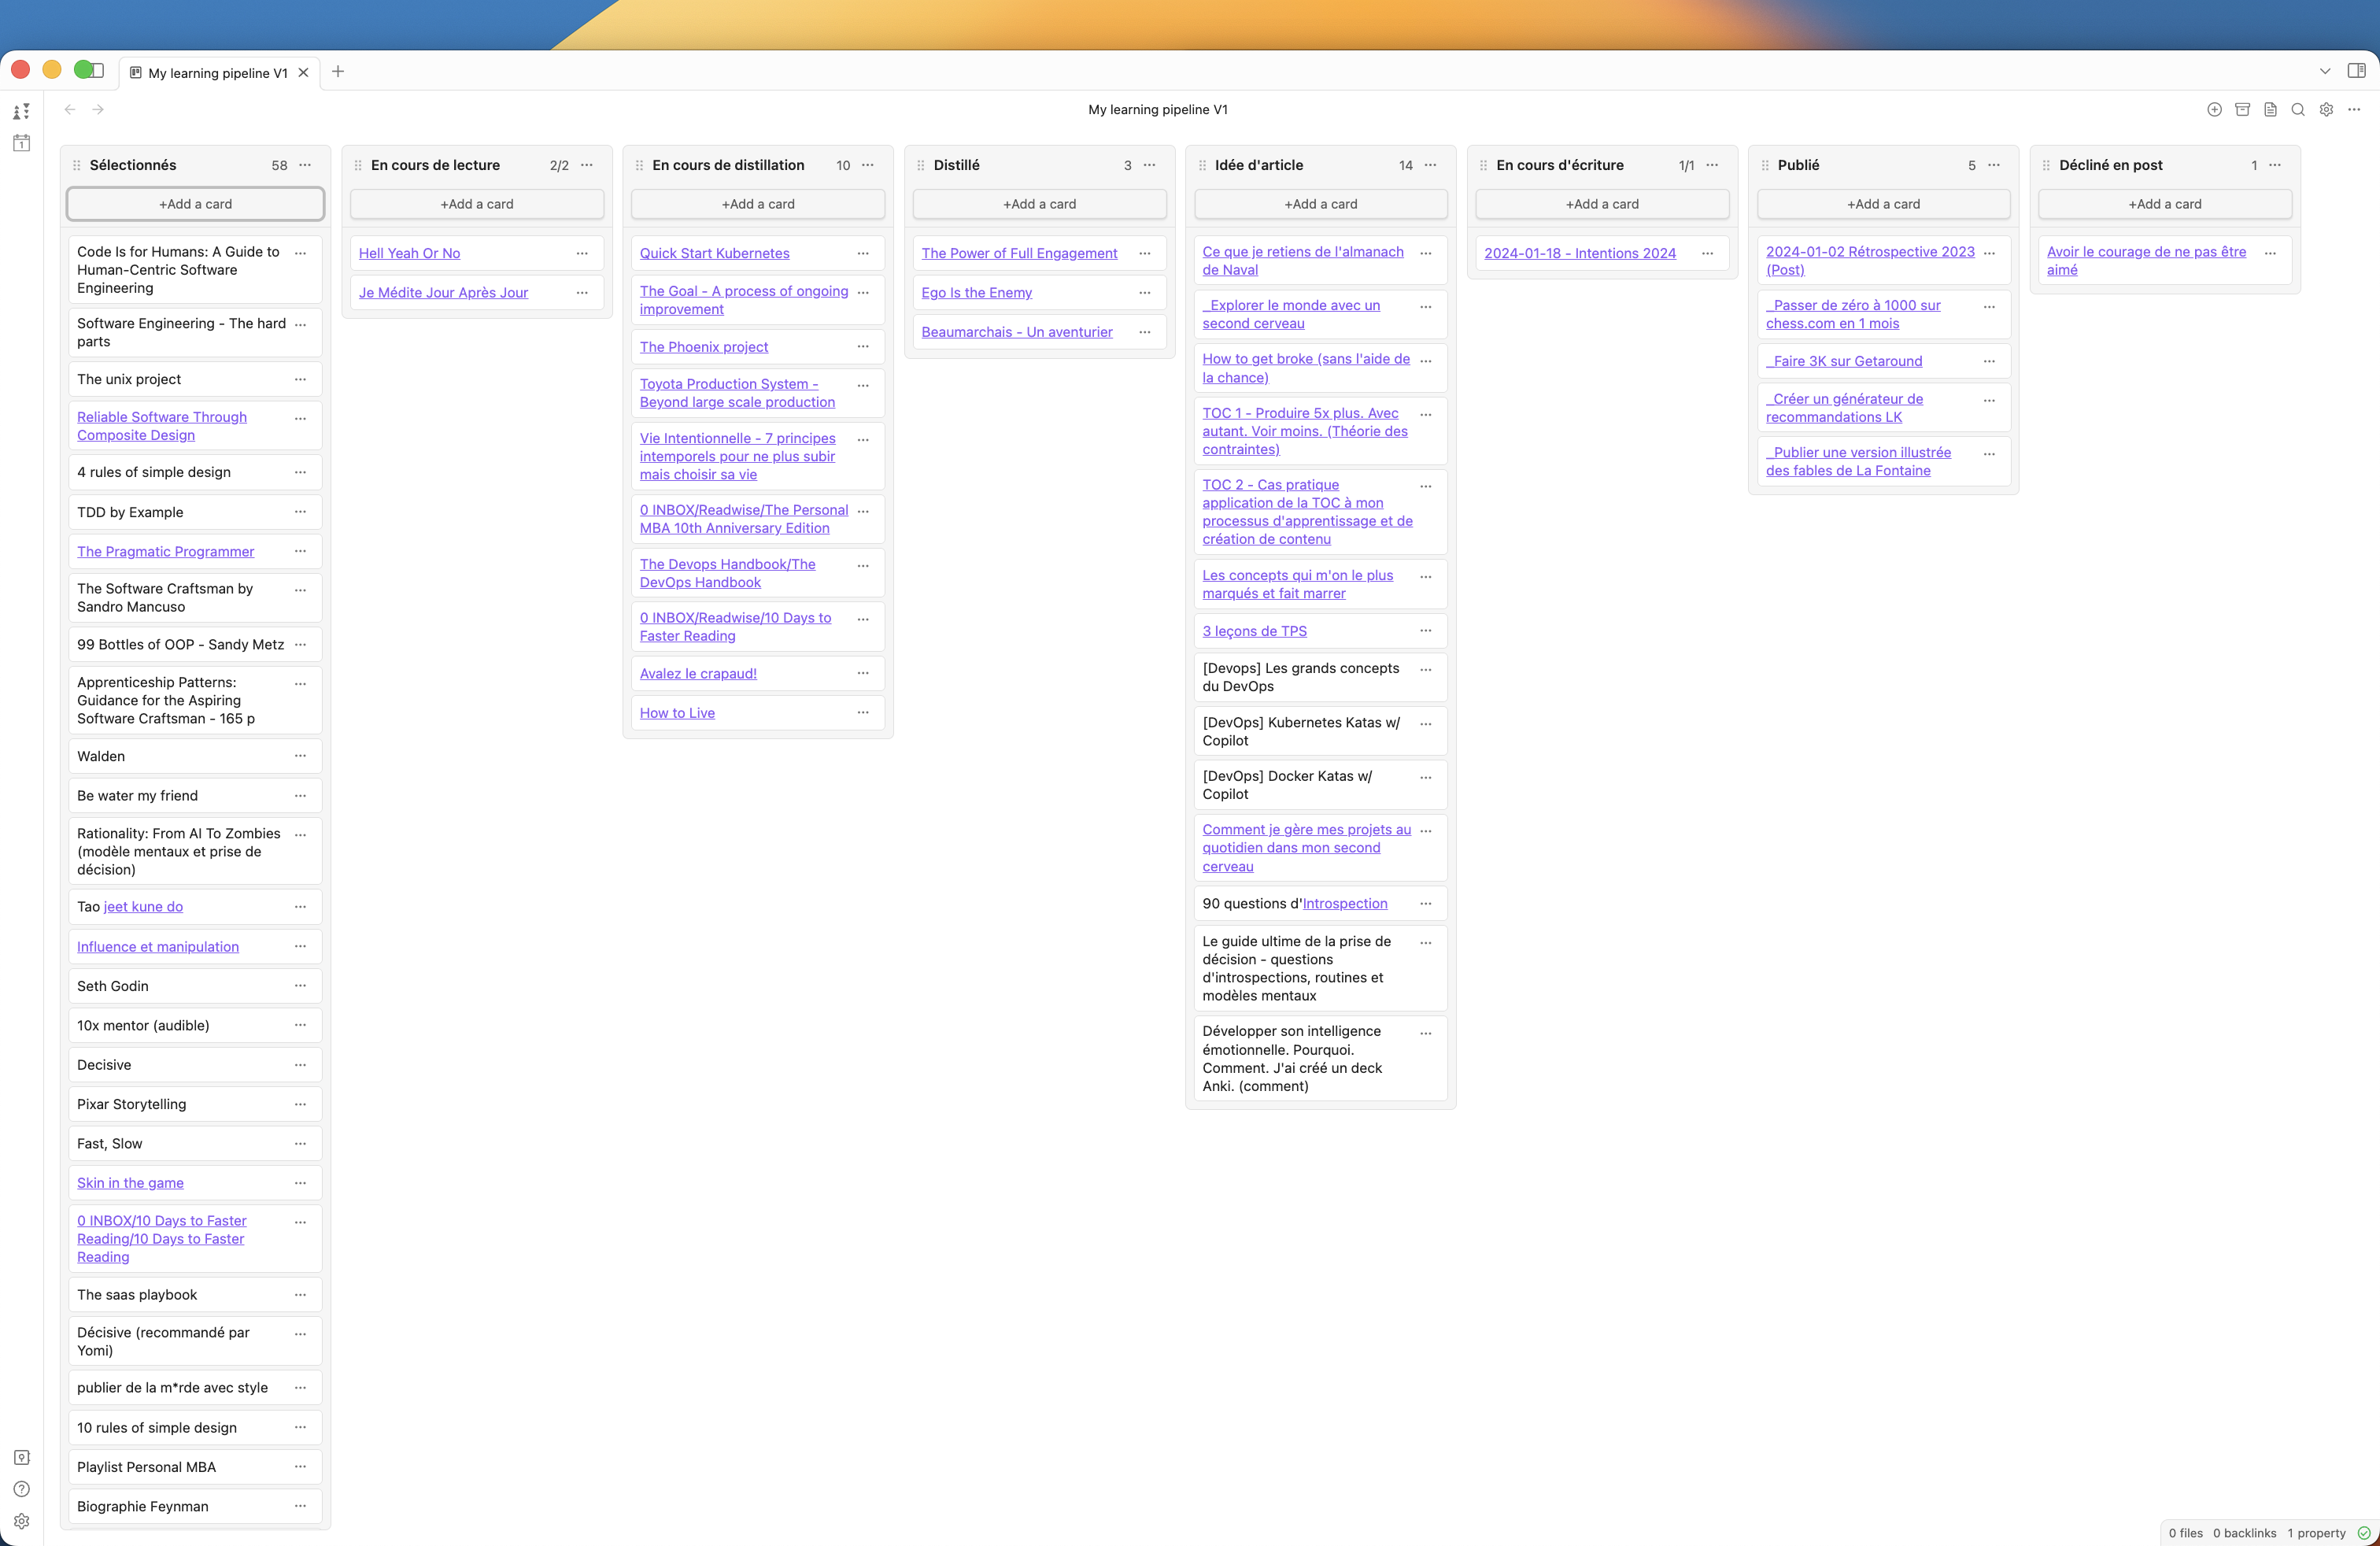 My learning pipeline V1
My learning pipeline V1
1
Sélectionnés 58
+Add a card
Code Is for Humans: A Guide to
Human-Centric Software
Engineering
Software Engineering - The hard
parts
The unix project
Reliable Software Through
Composite Design
4 rules of simple design
TDD by Example
The Pragmatic Programmer
The Software Craftsman by
Sandro Mancuso
99 Bottles of OOP - Sandy Metz
Apprenticeship Patterns:
Guidance for the Aspiring
Software Craftsman - 165 p
Walden
Be water my friend
Rationality: From AI To Zombies
(modèle mentaux et prise de
décision)
Tao jeet kune do
Influence et manipulation
Seth Godin
10x mentor (audible)
Decisive
Pixar Storytelling
Fast, Slow
Skin in the game
0 INBOX/10 Days to Faster
Reading/10 Days to Faster
Reading
The saas playbook
Décisive (recommandé par
Yomi)
publier de la m*rde avec style
10 rules of simple design
Playlist Personal MBA
Biographie Feynman
En cours de lecture 2/2
+Add a card
Hell Yeah Or No
Je Médite Jour Après Jour
En cours de distillation 10
+Add a card
Quick Start Kubernetes
The Goal - A process of ongoing
improvement
The Phoenix project
Toyota Production System -
Beyond large scale production
Vie Intentionnelle - 7 principes
intemporels pour ne plus subir
mais choisir sa vie
0 INBOX/Readwise/The Personal
MBA 10th Anniversary Edition
The Devops Handbook/The
DevOps Handbook
0 INBOX/Readwise/10 Days to
Faster Reading
Avalez le crapaud!
How to Live
Distillé 3
+Add a card
The Power of Full Engagement
Ego Is the Enemy
Beaumarchais - Un aventurier
Idée d'article 14
+Add a card
Ce que je retiens de l'almanach
de Naval
_Explorer le monde avec un
second cerveau
How to get broke (sans l'aide de
la chance)
TOC 1 - Produire 5x plus. Avec
autant. Voir moins. (Théorie des
contraintes)
TOC 2 - Cas pratique
application de la TOC à mon
processus d'apprentissage et de
création de contenu
Les concepts qui m'on le plus
marqués et fait marrer
3 leçons de TPS
[Devops] Les grands concepts
du DevOps
[DevOps] Kubernetes Katas w/
Copilot
[DevOps] Docker Katas w/
Copilot
Comment je gère mes projets au
quotidien dans mon second
cerveau
90 questions d'Introspection
Le guide ultime de la prise de
décision - questions
d'introspections, routines et
modèles mentaux
Développer son intelligence
émotionnelle. Pourquoi.
Comment. J'ai créé un deck
Anki. (comment)
En cours d'écriture 1/1
+Add a card
2024-01-18 - Intentions 2024
Publié 5
+Add a card
2024-01-02 Rétrospective 2023
(Post)
_Passer de zéro à 1000 sur
chess.com en 1 mois
_Faire 3K sur Getaround
_Créer un générateur de
recommandations LK
_Publier une version illustrée
des fables de La Fontaine
Décliné en post 1
+Add a card
Avoir le courage de ne pas être
aimé
0 files 0 backlinks 1 property